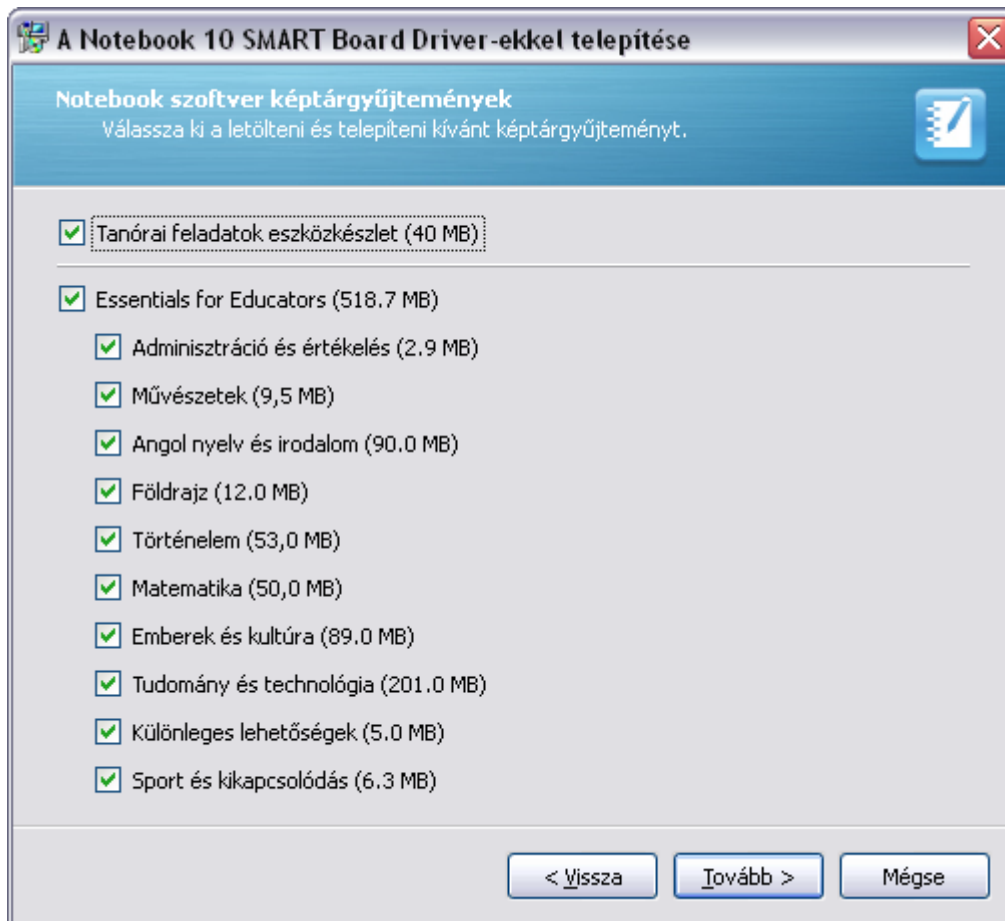 A Notebook 10 SMART Board Driver-ekkel telepítése
Notebook szoftver képtárgyűjtemények
Válassza ki a letölteni és telepíteni kívánt képtárgyűjteményt.
Tanórai feladatok eszközkészlet (40 MB)
Essentials for Educators (518.7 MB)
Adminisztráció és értékelés (2.9 MB)
Művészetek (9,5 MB)
Angol nyelv és irodalom (90.0 MB)
Földrajz (12.0 MB)
Történelem (53,0 MB)
Matematika (50,0 MB)
Emberek és kultúra (89.0 MB)
Tudomány és technológia (201.0 MB)
Különleges lehetőségek (5.0 MB)
Sport és kikapcsolódás (6.3 MB)
< Vissza Tovább > Mégse